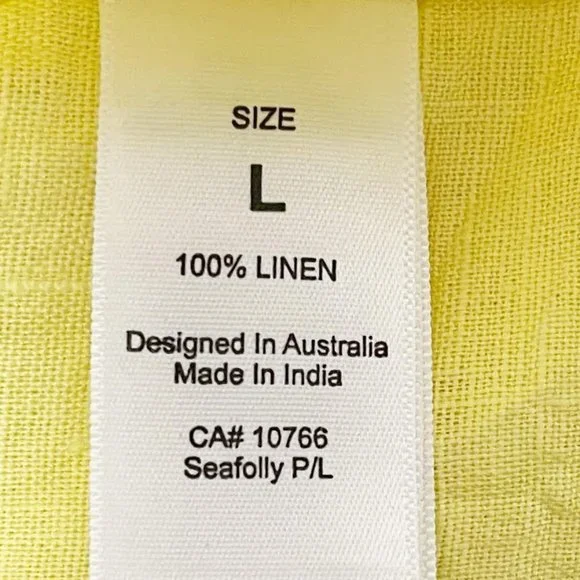 SIZE
L
100% LINEN
Designed In Australia
Made In India
CA# 10766
Seafolly P/L